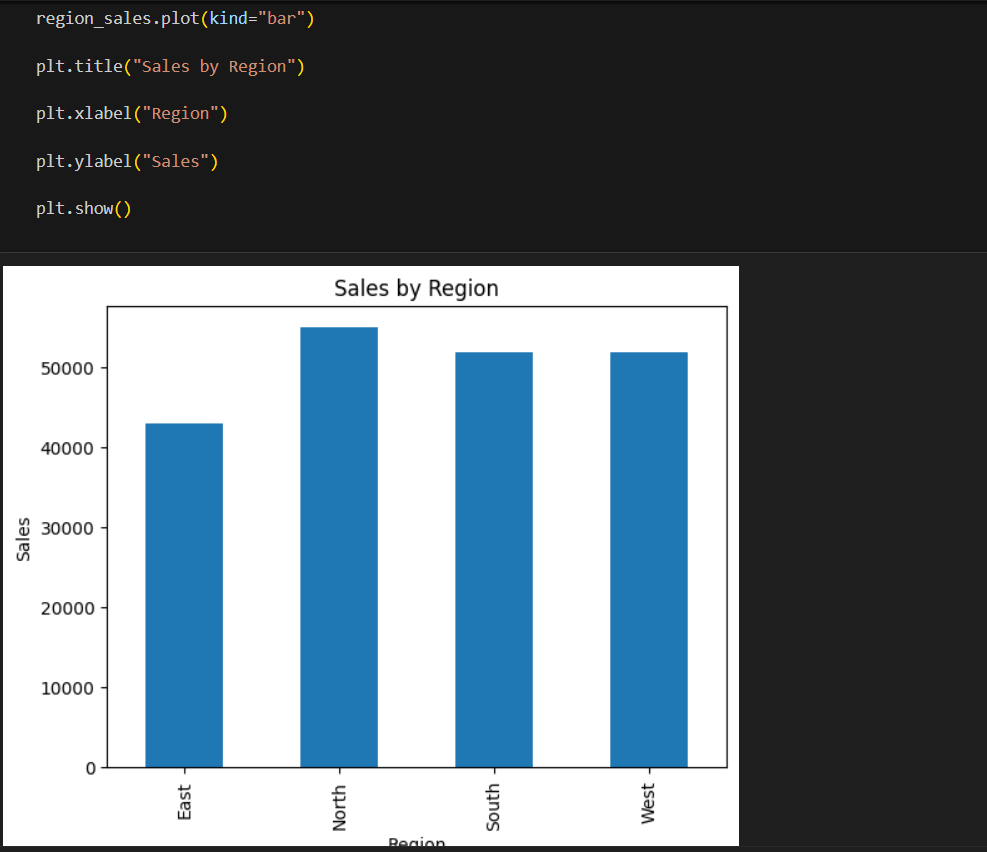 region_sales.plot(kind="bar")
plt.title("Sales by Region")
plt.xlabel("Region")
plt.ylabel("Sales")
plt.show()
Sales by Region
50000
40000
30000
20000
10000
0
Sales
East
North
South
West
Region